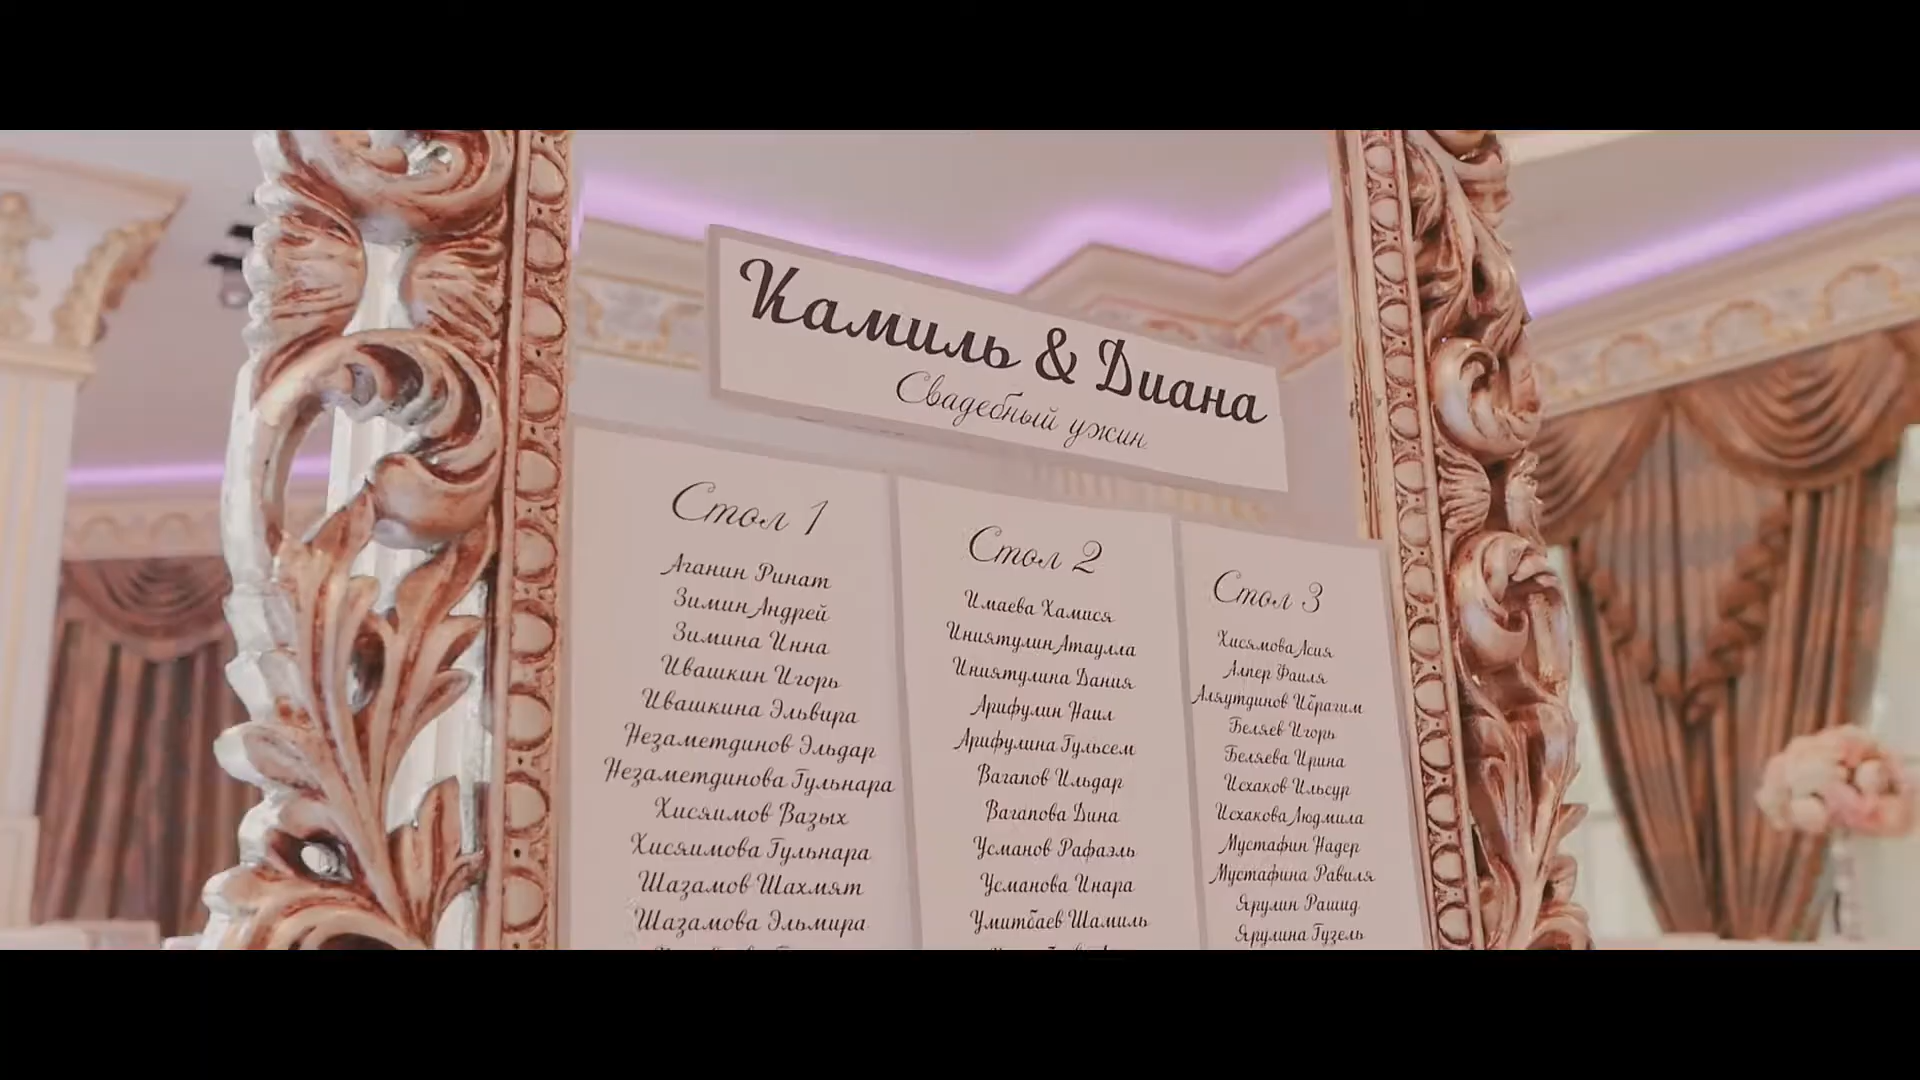 Камиль & Диана
Свадебный ужин
Стол 1
Аганин Ринат
Зимин Андрей
Зимина Инна
Ивашкин Игорь
Ивашкина Эльвира
Незаметдинов Эльдар
Незаметдинова Гульнара
Хисяимов Вазых
Хисяимова Гульнара
Шазамов Шахмят
Шазамова Эльмира
Стол 2
Имаева Хамися
Иниятулин Атаулла
Иниятулина Дания
Арифулин Наил
Арифулина Гульсем
Вагапов Ильдар
Вагапова Дина
Усманов Рафаэль
Усманова Инара
Умитбаев Шамиль
Стол 3
Хисямова Асия
Алпер Фаиля
Аляутдинов Ибрагим
Беляев Игорь
Беляева Ирина
Исхаков Ильсур
Исхакова Людмила
Мустафин Надер
Мустафина Равиля
Ярулин Рашид
Ярулина Гузель